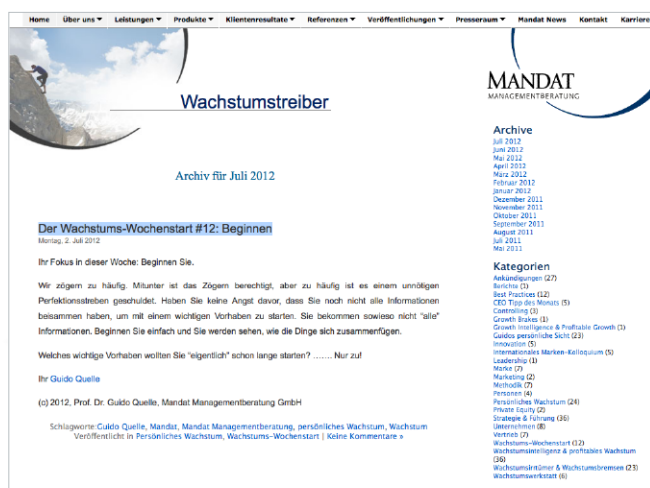 Home Über uns Leistungen Produkte Klientenresultate Referenzen Veröffentlichungen Presseraum Mandat News Kontakt Karriere
Wachstumstreiber
MANDAT
MANAGEMENTBERATUNG
Archiv für Juli 2012
Der Wachstums-Wochenstart #12: Beginnen
Montag, 2. Juli 2012
Ihr Fokus in dieser Woche: Beginnen Sie.
Wir zögern zu häufig. Mitunter ist das Zögern berechtigt, aber zu häufig ist es einem unnötigen
Perfektionsstreben geschuldet. Haben Sie keine Angst davor, dass Sie noch nicht alle Informationen
beisammen haben, um mit einem wichtigen Vorhaben zu starten. Sie bekommen sowieso nicht "alle"
Informationen. Beginnen Sie einfach und Sie werden sehen, wie die Dinge sich zusammenfügen.
Welches wichtige Vorhaben wollten Sie "eigentlich" schon lange starten? ....... Nur zu!
Ihr Guido Quelle
(c) 2012, Prof. Dr. Guido Quelle, Mandat Managementberatung GmbH
Schlagworte:Guido Quelle, Mandat, Mandat Managementberatung, persönliches Wachstum, Wachstum
Veröffentlicht in Persönliches Wachstum, Wachstums-Wochenstart | Keine Kommentare »
Archive
Juli 2012
Juni 2012
Mai 2012
April 2012
März 2012
Februar 2012
Januar 2012
Dezember 2011
November 2011
Oktober 2011
September 2011
August 2011
Juli 2011
Mai 2011
Kategorien
Ankündigungen (27)
Berichte (1)
Best Practices (12)
CEO Tipp des Monats (5)
Controlling (3)
Growth Brakes (1)
Growth Intelligence & Profitable Growth (3)
Guidos persönliche Sicht (23)
Innovation (5)
Internationales Marken-Kolloquium (5)
Leadership (1)
Marke (7)
Marketing (2)
Methodik (7)
Personen (4)
Persönliches Wachstum (24)
Private Equity (2)
Strategie & Führung (36)
Unternehmen (8)
Vertrieb (7)
Wachstums-Wochenstart (12)
Wachstumsintelligenz & profitables Wachstum
(36)
Wachstumsirrtümer & Wachstumsbremsen (23)
Wachstumswerkstatt (6)